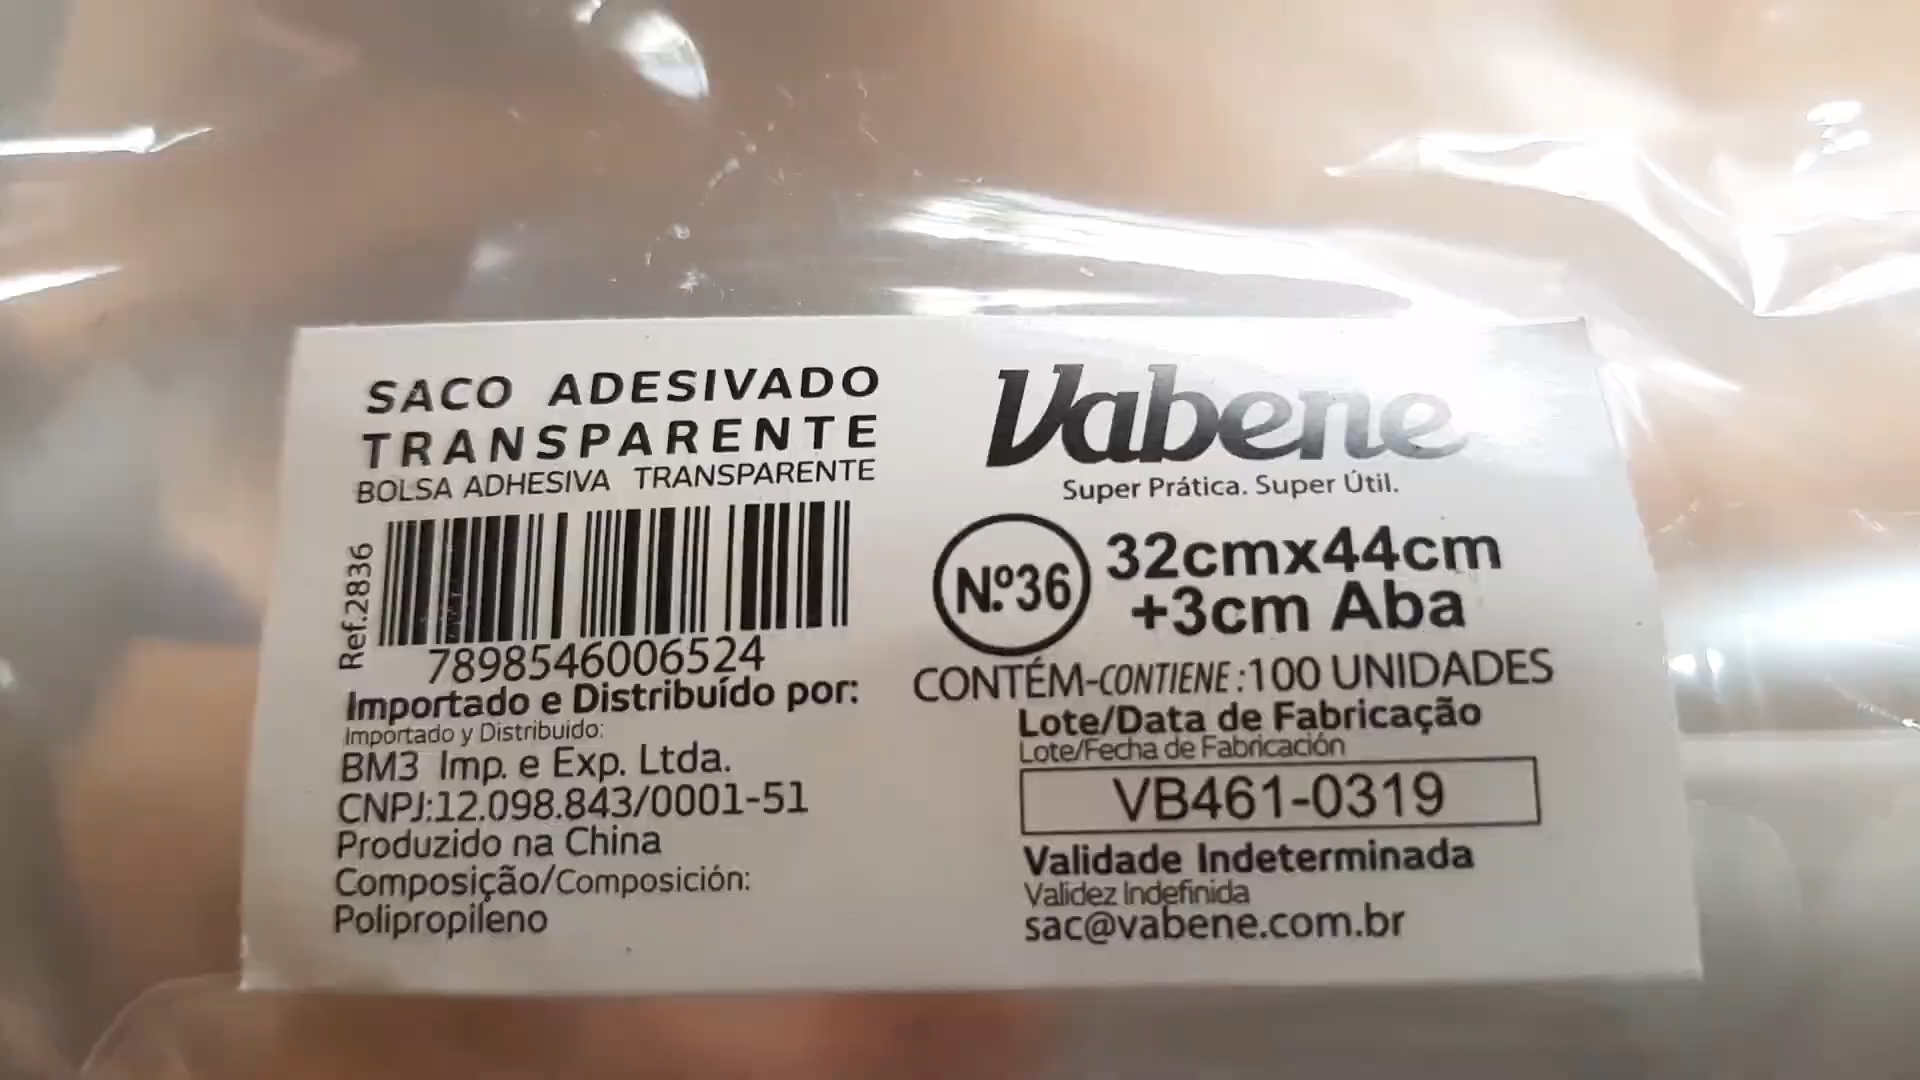 SACO ADESIVADO
TRANSPARENTE
BOLSA ADHESIVA TRANSPARENTE
Ref.2836
7898546006524
Importado e Distribuído por:
Importado y Distribuido:
BM3 Imp. e Exp. Ltda.
CNPJ:12.098.843/0001-51
Produzido na China
Composição/Composición:
Polipropileno
Vabene
Super Prática. Super Útil.
N.º36
32cmx44cm
+3cm Aba
CONTÉM-CONTIENE:100 UNIDADES
Lote/Data de Fabricação
Lote/Fecha de Fabricación
VB461-0319
Validade Indeterminada
Validez Indefinida
sac@vabene.com.br